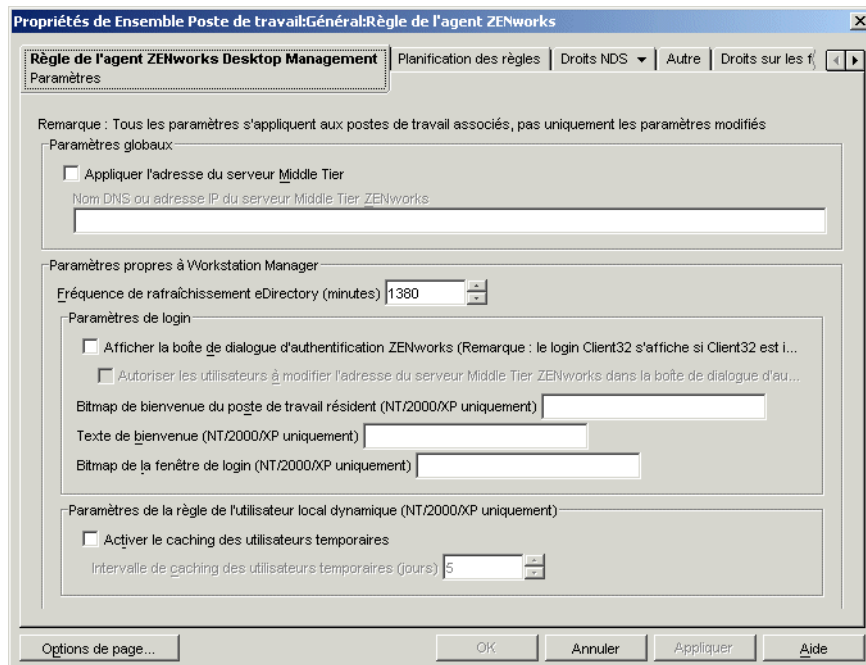 Propriétés de Ensemble Poste de travail:Général:Règle de l'agent ZENworks
Règle de l'agent ZENworks Desktop Management
Paramètres
Planification des règles
Droits NDS
Autre
Droits sur les f
Remarque : Tous les paramètres s'appliquent aux postes de travail associés, pas uniquement les paramètres modifiés
Paramètres globaux
Appliquer l'adresse du serveur Middle Tier
Nom DNS ou adresse IP du serveur Middle Tier ZENworks
Paramètres propres à Workstation Manager
Fréquence de rafraîchissement eDirectory (minutes) 1380
Paramètres de login
Afficher la boîte de dialogue d'authentification ZENworks (Remarque : le login Client32 s'affiche si Client32 est i...
Autoriser les utilisateurs à modifier l'adresse du serveur Middle Tier ZENworks dans la boîte de dialogue d'au...
Bitmap de bienvenue du poste de travail résident (NT/2000/XP uniquement)
Texte de bienvenue (NT/2000/XP uniquement)
Bitmap de la fenêtre de login (NT/2000/XP uniquement)
Paramètres de la règle de l'utilisateur local dynamique (NT/2000/XP uniquement)
Activer le caching des utilisateurs temporaires
Intervalle de caching des utilisateurs temporaires (jours) 5
Options de page...
OK
Annuler
Appliquer
Aide